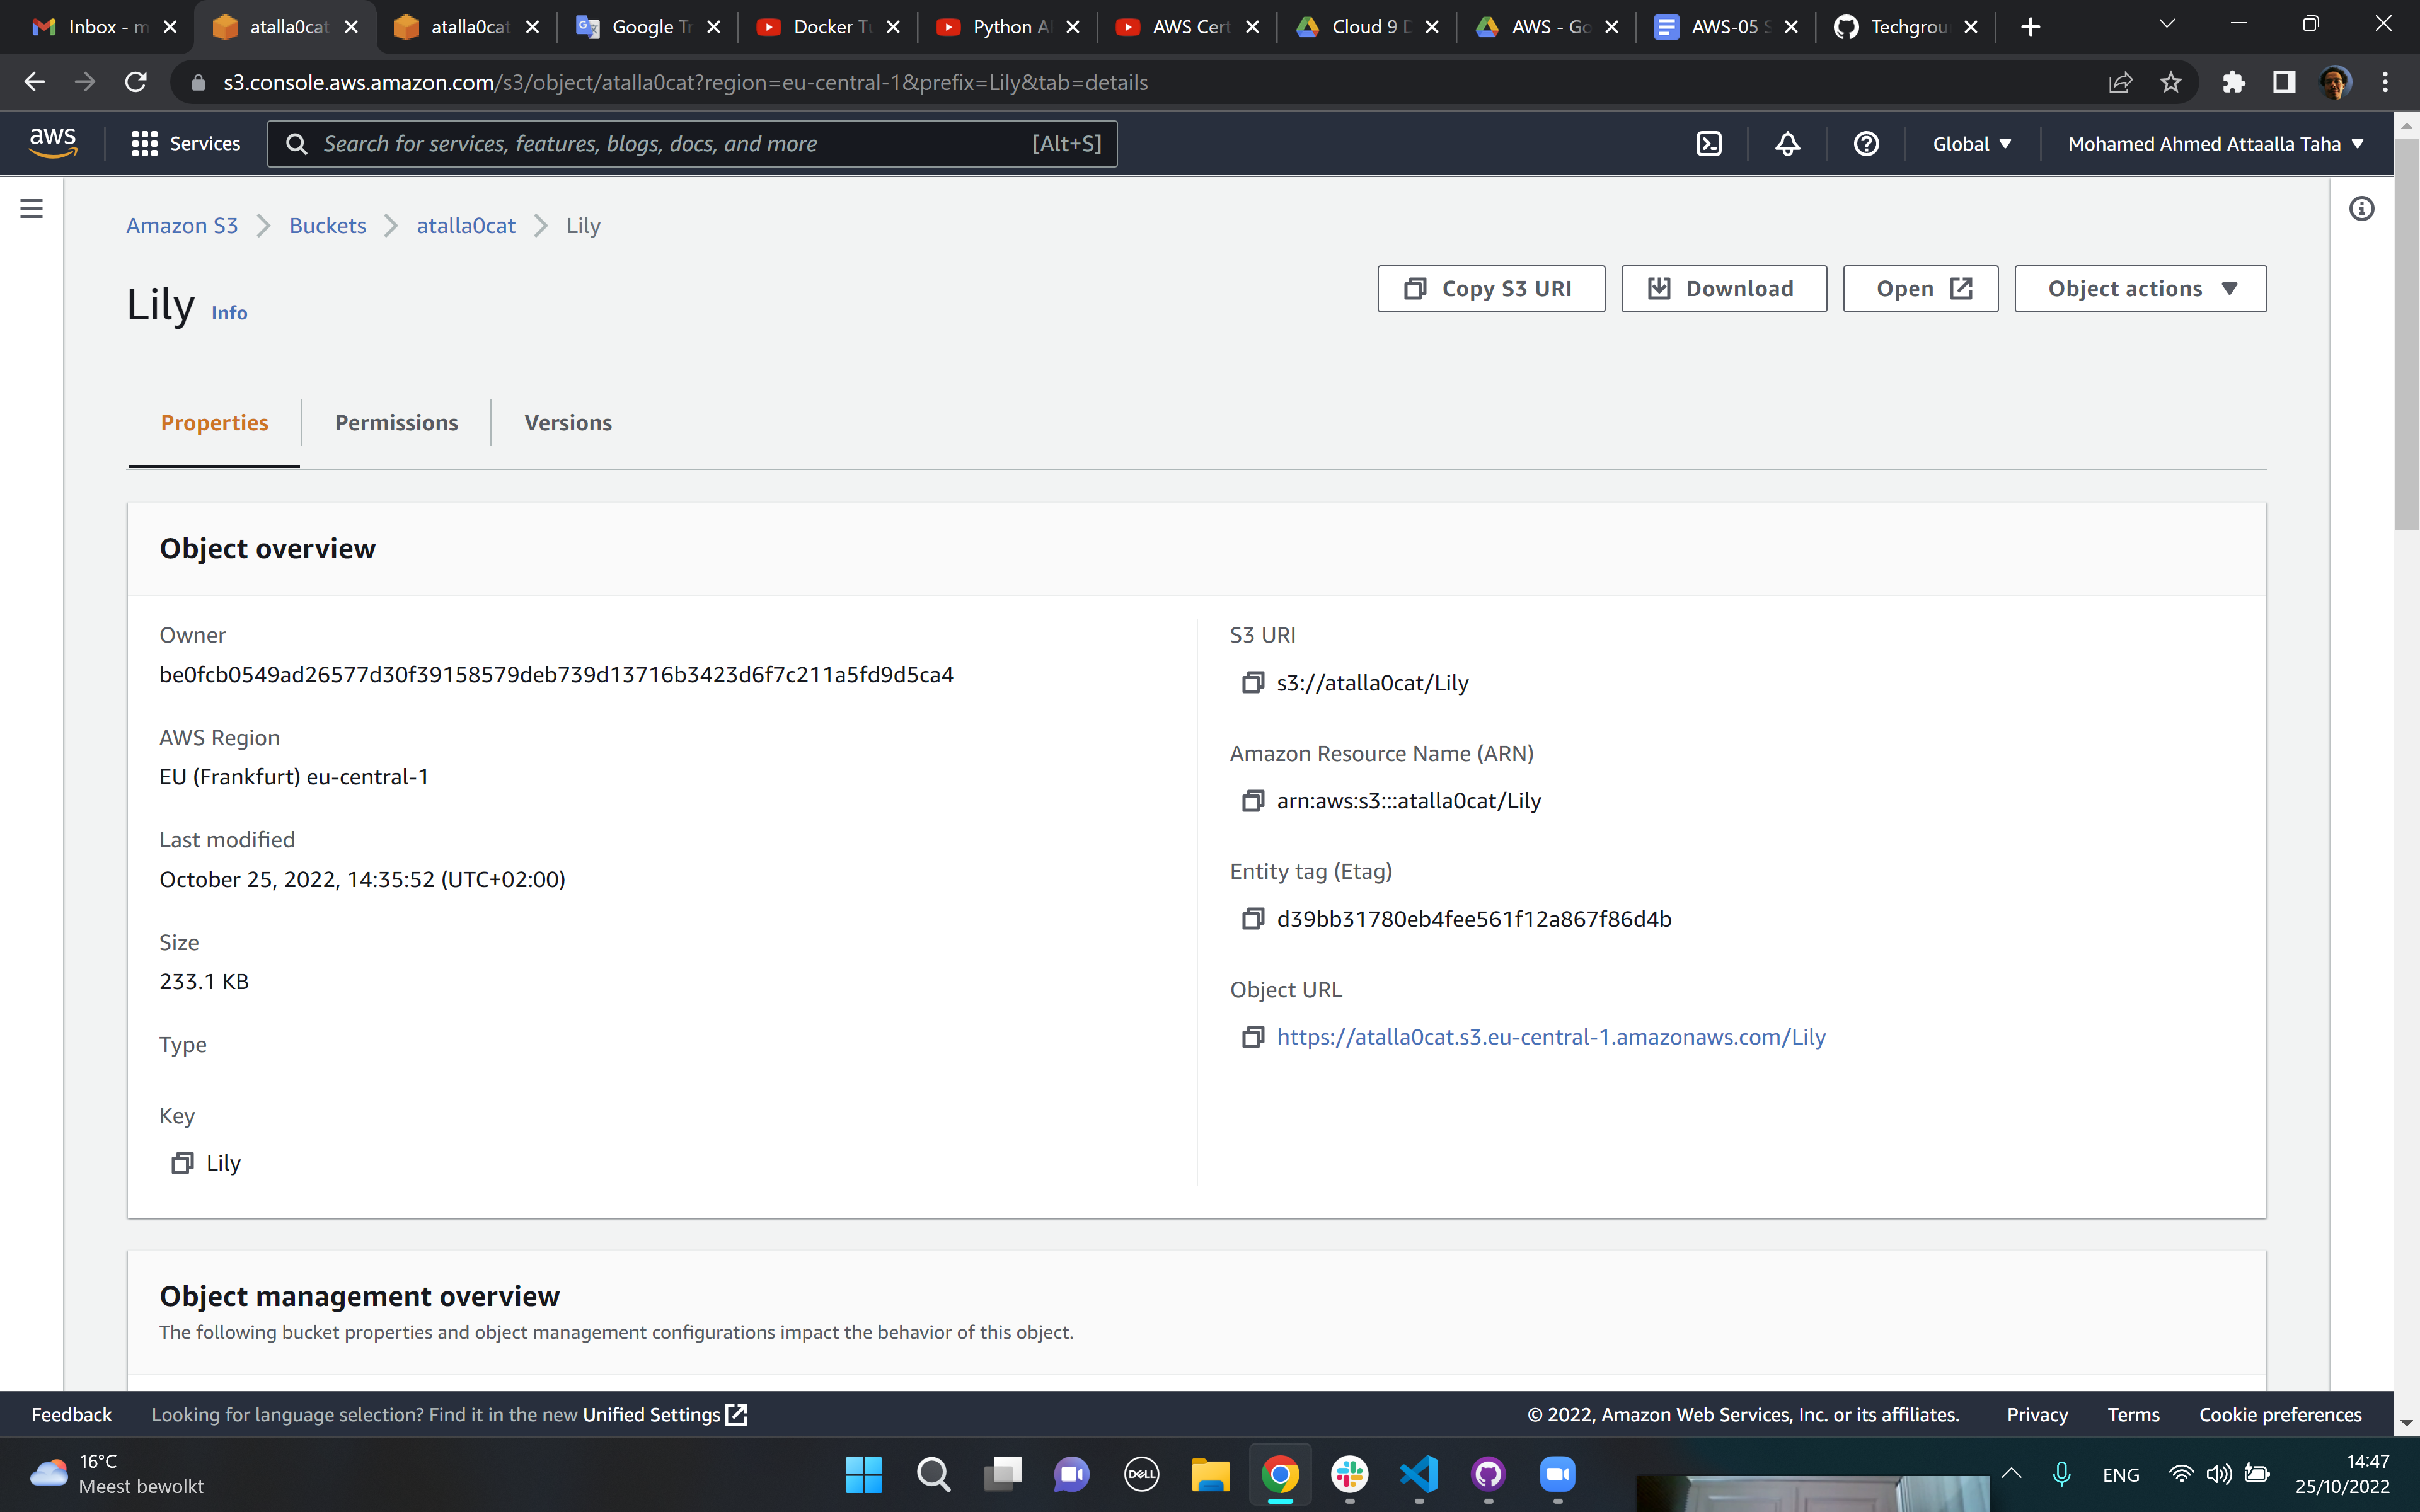 Inbox - m
atalla0cat
atalla0cat
Google Tr
Docker Tu
Python A
AWS Cert
Cloud 9 D
AWS - Go
AWS-05 S
Techgrou
s3.console.aws.amazon.com/s3/object/atalla0cat?region=eu-central-1&prefix=Lily&tab=details
aws
Services
Search for services, features, blogs, docs, and more
[Alt+S]
Global
Mohamed Ahmed Attaalla Taha
Amazon S3
Buckets
atalla0cat
Lily
Lily
Info
Copy S3 URI
Download
Open
Object actions
Properties
Permissions
Versions
Object overview
Owner
be0fcb0549ad26577d30f39158579deb739d13716b3423d6f7c211a5fd9d5ca4
AWS Region
EU (Frankfurt) eu-central-1
Last modified
October 25, 2022, 14:35:52 (UTC+02:00)
Size
233.1 KB
Type
Key
Lily
S3 URI
s3://atalla0cat/Lily
Amazon Resource Name (ARN)
arn:aws:s3:::atalla0cat/Lily
Entity tag (Etag)
d39bb31780eb4fee561f12a867f86d4b
Object URL
https://atalla0cat.s3.eu-central-1.amazonaws.com/Lily
Object management overview
The following bucket properties and object management configurations impact the behavior of this object.
Feedback
Looking for language selection? Find it in the new Unified Settings
© 2022, Amazon Web Services, Inc. or its affiliates.
Privacy
Terms
Cookie preferences
16°C
Meest bewolkt
DELL
ENG
14:47
25/10/2022